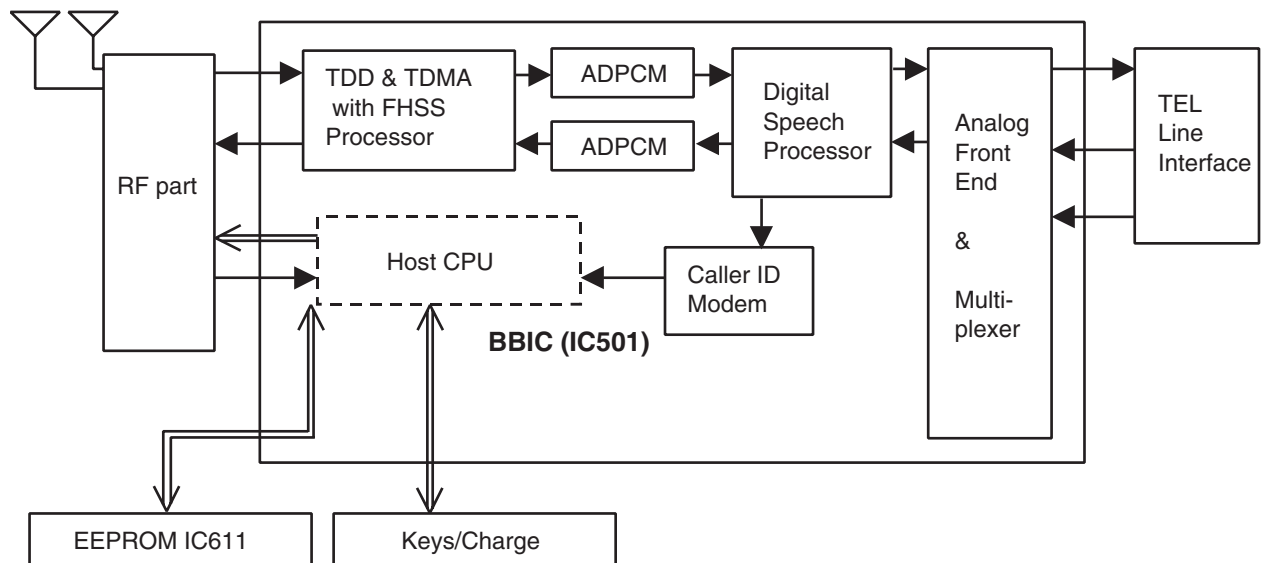 TDD & TDMA
with FHSS
Processor
ADPCM
ADPCM
Digital
Speech
Processor
Analog
Front
End
&
Multi-
plexer
TEL
Line
Interface
RF part
Host CPU
Caller ID
Modem
BBIC (IC501)
EEPROM IC611
Keys/Charge